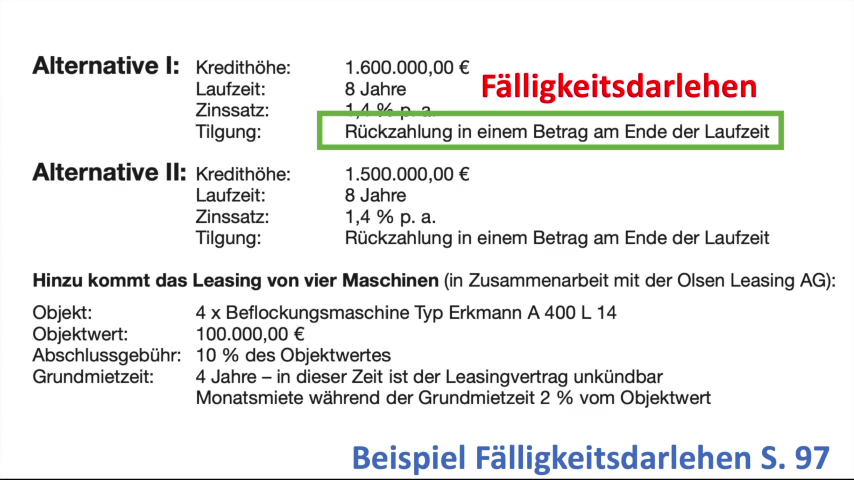 Alternative I: Kredithöhe: 1.600.000,00 €
Fälligkeitsdarlehen
Laufzeit: 8 Jahre
Zinssatz: 1,4 % p. a.
Tilgung: Rückzahlung in einem Betrag am Ende der Laufzeit
Alternative II: Kredithöhe: 1.500.000,00 €
Laufzeit: 8 Jahre
Zinssatz: 1,4 % p. a.
Tilgung: Rückzahlung in einem Betrag am Ende der Laufzeit
Hinzu kommt das Leasing von vier Maschinen (in Zusammenarbeit mit der Olsen Leasing AG):
Objekt: 4 x Beflockungsmaschine Typ Erkmann A 400 L 14
Objektwert: 100.000,00 €
Abschlussgebühr: 10 % des Objektwertes
Grundmietzeit: 4 Jahre – in dieser Zeit ist der Leasingvertrag unkündbar
Monatsmiete während der Grundmietzeit 2 % vom Objektwert
Beispiel Fälligkeitsdarlehen S. 97